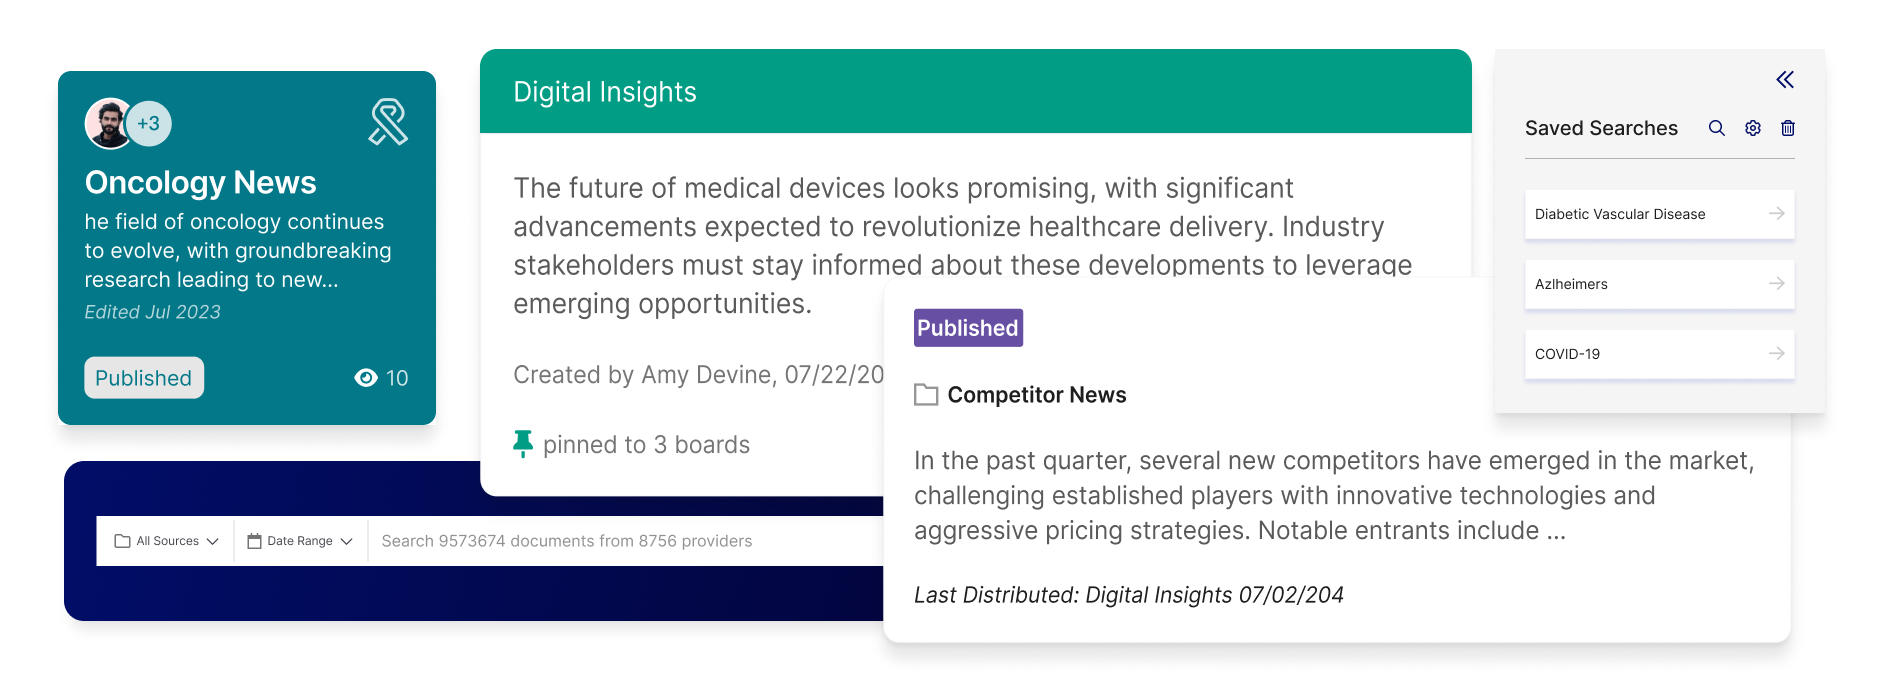 +3
Oncology News
he field of oncology continues
to evolve, with groundbreaking
research leading to new...
Edited Jul 2023
Published
10
Digital Insights
The future of medical devices looks promising, with significant
advancements expected to revolutionize healthcare delivery. Industry
stakeholders must stay informed about these developments to leverage
emerging opportunities.
Created by Amy Devine, 07/22/20
pinned to 3 boards
All Sources
Date Range
Search 9573674 documents from 8756 providers
Published
Competitor News
In the past quarter, several new competitors have emerged in the market,
challenging established players with innovative technologies and
aggressive pricing strategies. Notable entrants include ...
Last Distributed: Digital Insights 07/02/204
Saved Searches
Diabetic Vascular Disease
Azlheimers
COVID-19